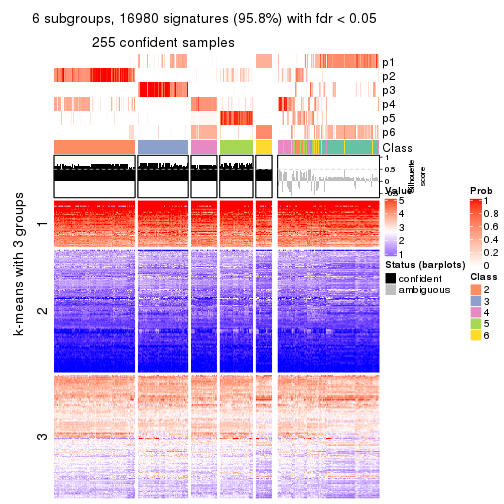 6 subgroups, 16980 signatures (95.8%) with fdr < 0.05
255 confident samples
p1
p2
p3
p4
p5
p6
Class
1
0.5
0
-0.5
Silhouette
score
k-means with 3 groups
1
2
3
Value
5
4
3
2
1
Status (barplots)
confident
ambiguous
Prob
1
0.8
0.6
0.4
0.2
0
Class
2
3
4
5
6